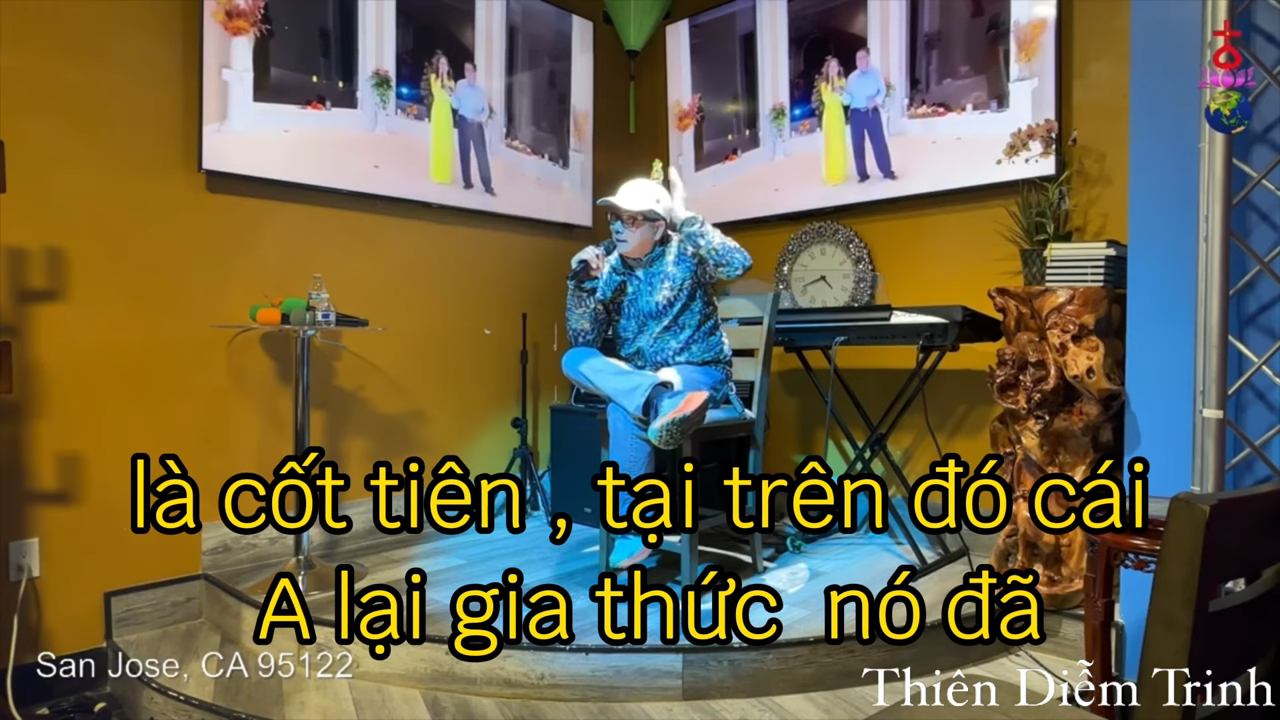 là cốt tiên , tại trên đó cái
A lại gia thức nó đã
San Jose, CA 95122
Thiên Diễm Trinh